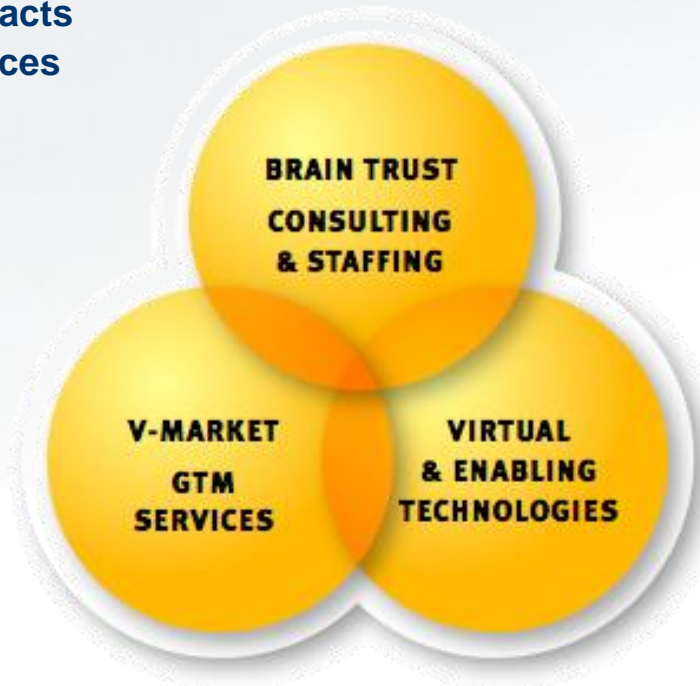 acts
ces
BRAIN TRUST
CONSULTING
& STAFFING
V-MARKET
GTM
SERVICES
VIRTUAL
& ENABLING
TECHNOLOGIES